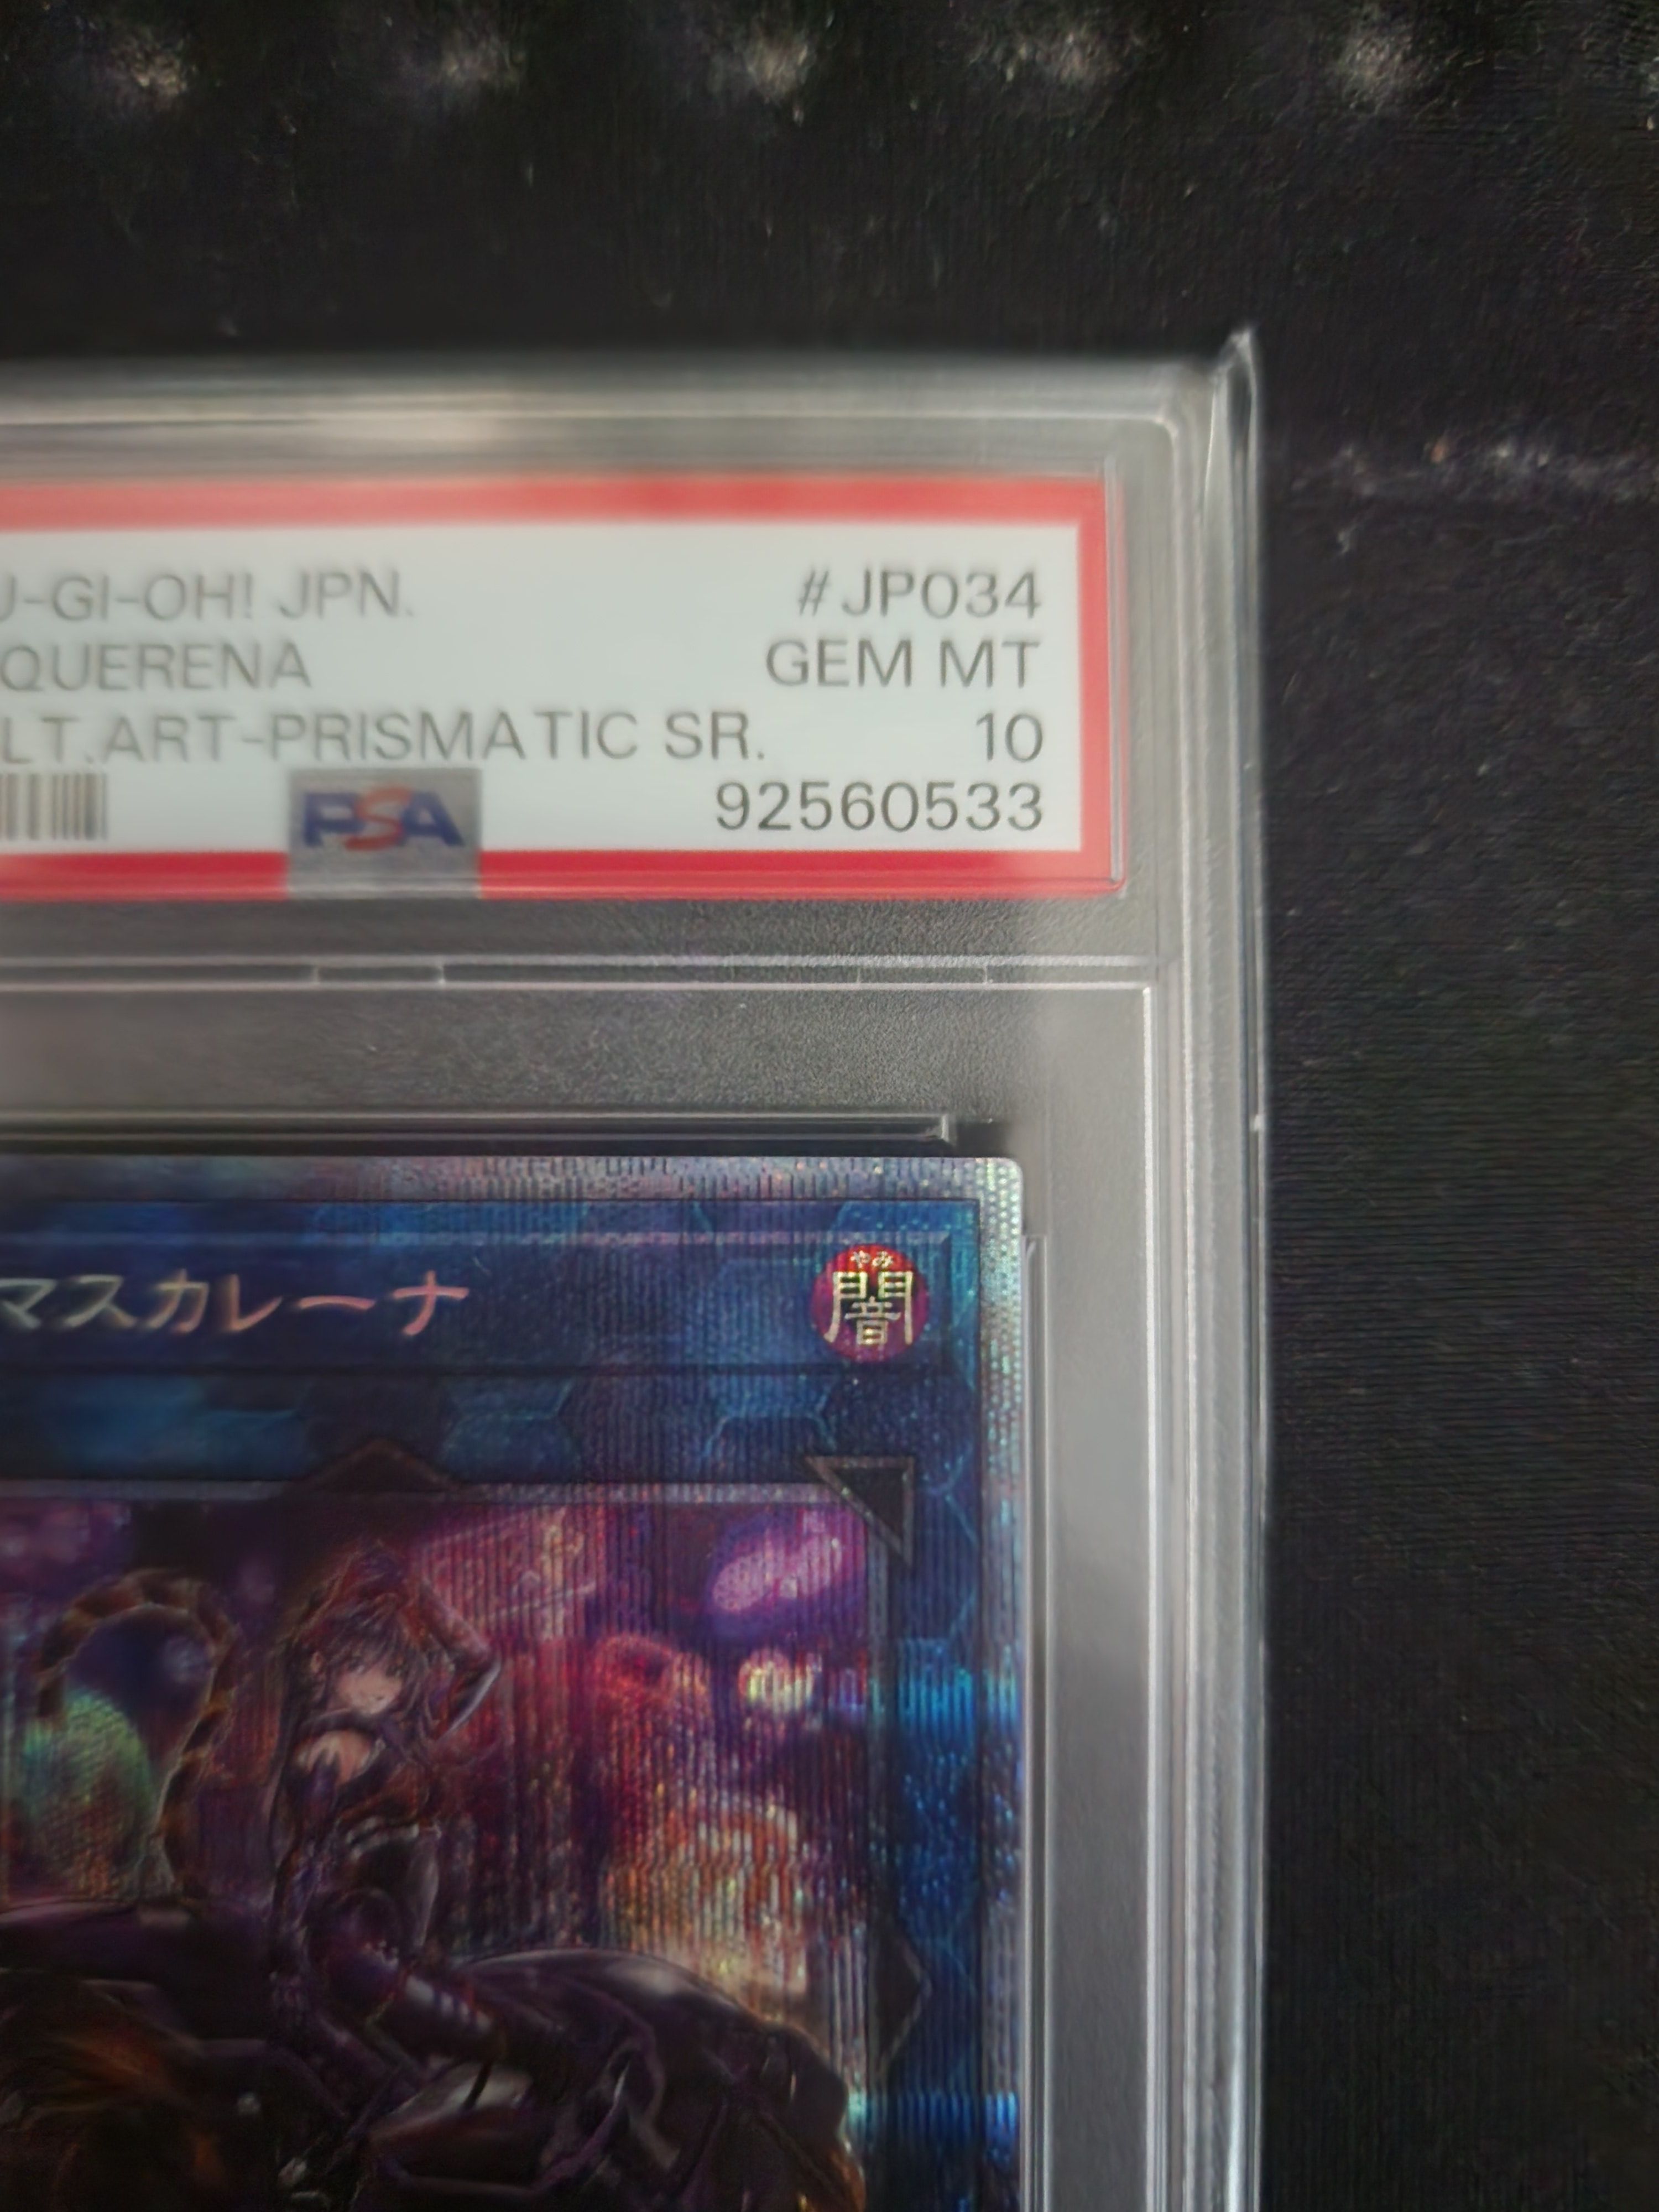 U-GI-OH! JPN. #JP034
QUERENA GEM MT
LT.ART-PRISMATIC SR. 10
PSA 92560533
マスカレーナ
やみ
闇